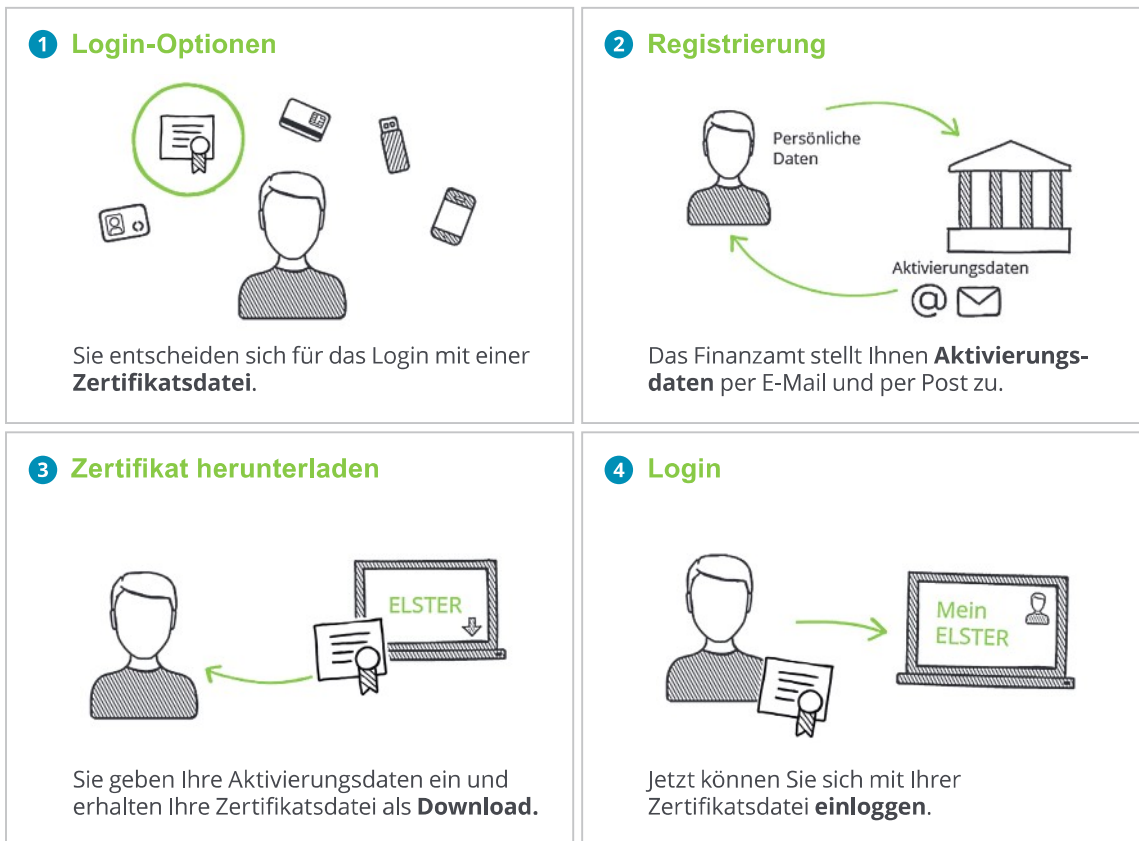 1 Login-Optionen
Sie entscheiden sich für das Login mit einer
Zertifikatsdatei.
2 Registrierung
Persönliche
Daten
Aktivierungsdaten
@
Das Finanzamt stellt Ihnen Aktivierungs-
daten per E-Mail und per Post zu.
3 Zertifikat herunterladen
ELSTER
Sie geben Ihre Aktivierungsdaten ein und
erhalten Ihre Zertifikatsdatei als Download.
4 Login
Mein
ELSTER
Jetzt können Sie sich mit Ihrer
Zertifikatsdatei einloggen.